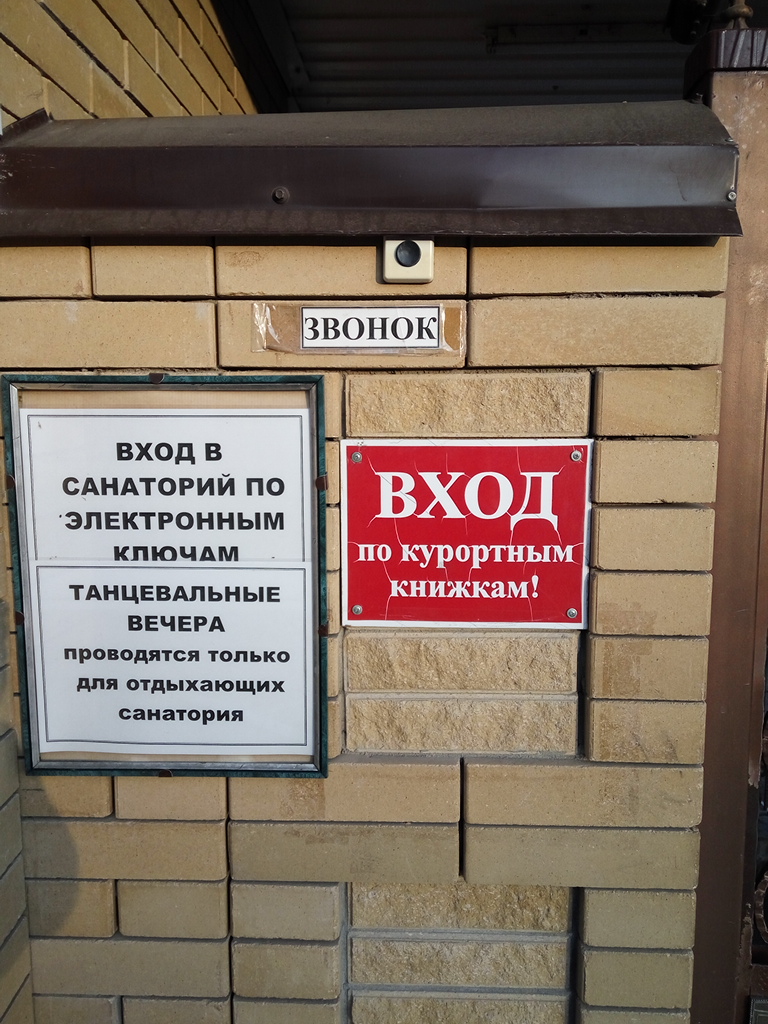 ЗВОНОК
ВХОД В
САНАТОРИЙ ПО
ЭЛЕКТРОННЫМ
КЛЮЧАМ
ТАНЦЕВАЛЬНЫЕ
ВЕЧЕРА
проводятся только
для отдыхающих
санатория
ВХОД
по курортным
книжкам!